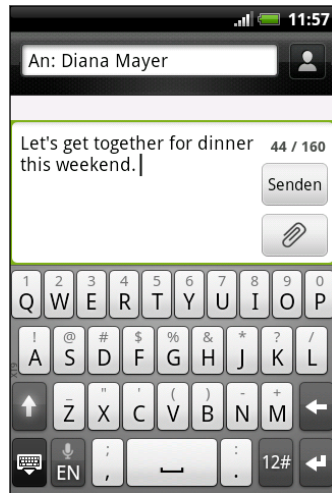 11:57
An: Diana Mayer
Let's get together for dinner
this weekend.
44 / 160
Senden
1 2 3 4 5 6 7 8 9 0
Q W E R T Y U I O P
! @ # $ % & * ? /
A S D F G H J K L
_ " ' ( ) - +
Z X C V B N M
; :
EN , . 12#